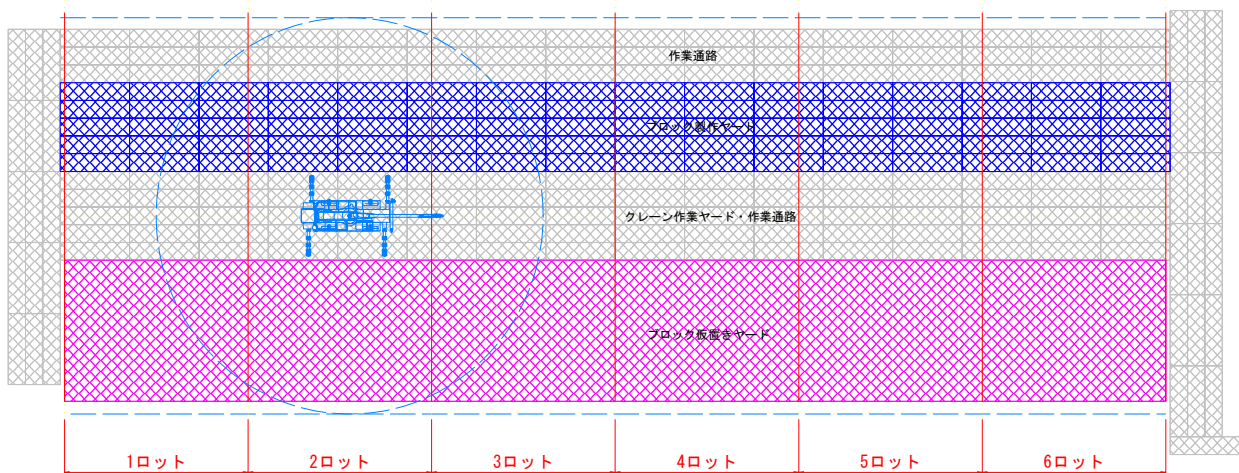 作業通路
ブロック製作ヤード
クレーン作業ヤード・作業通路
ブロック仮置きヤード
1ロット 2ロット 3ロット 4ロット 5ロット 6ロット